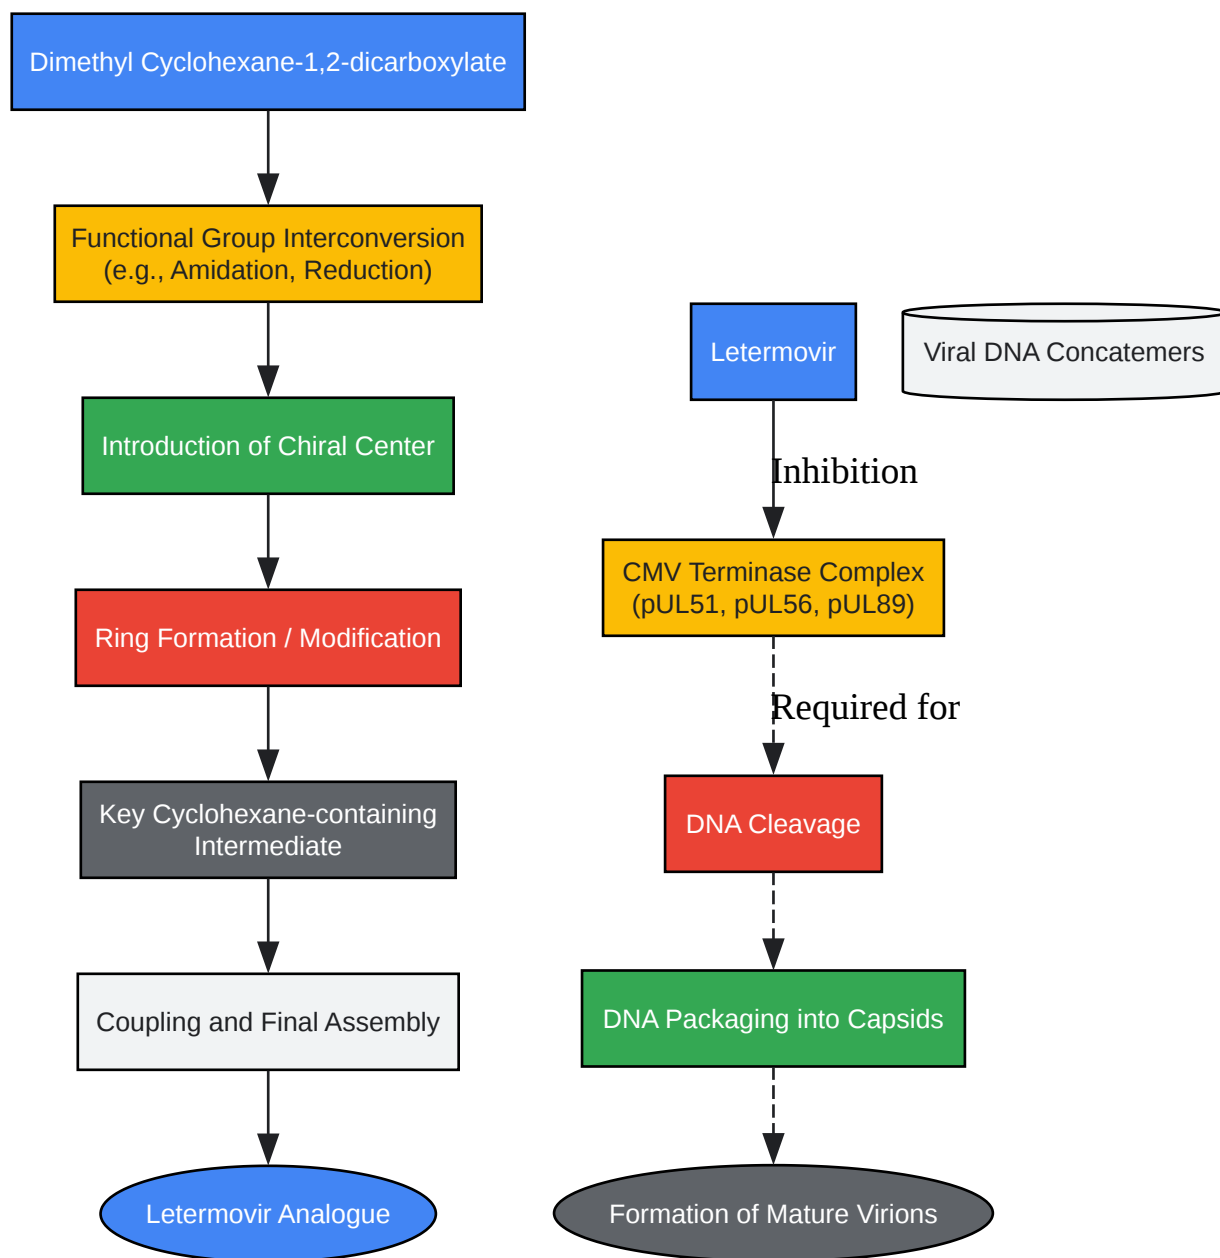 Dimethyl Cyclohexane-1,2-dicarboxylate
Functional Group Interconversion
(e.g., Amidation, Reduction)
Introduction of Chiral Center
Ring Formation / Modification
Key Cyclohexane-containing
Intermediate
Coupling and Final Assembly
Letermovir Analogue
Letermovir
Viral DNA Concatemers
Inhibition
CMV Terminase Complex
(pUL51, pUL56, pUL89)
Required for
DNA Cleavage
DNA Packaging into Capsids
Formation of Mature Virions